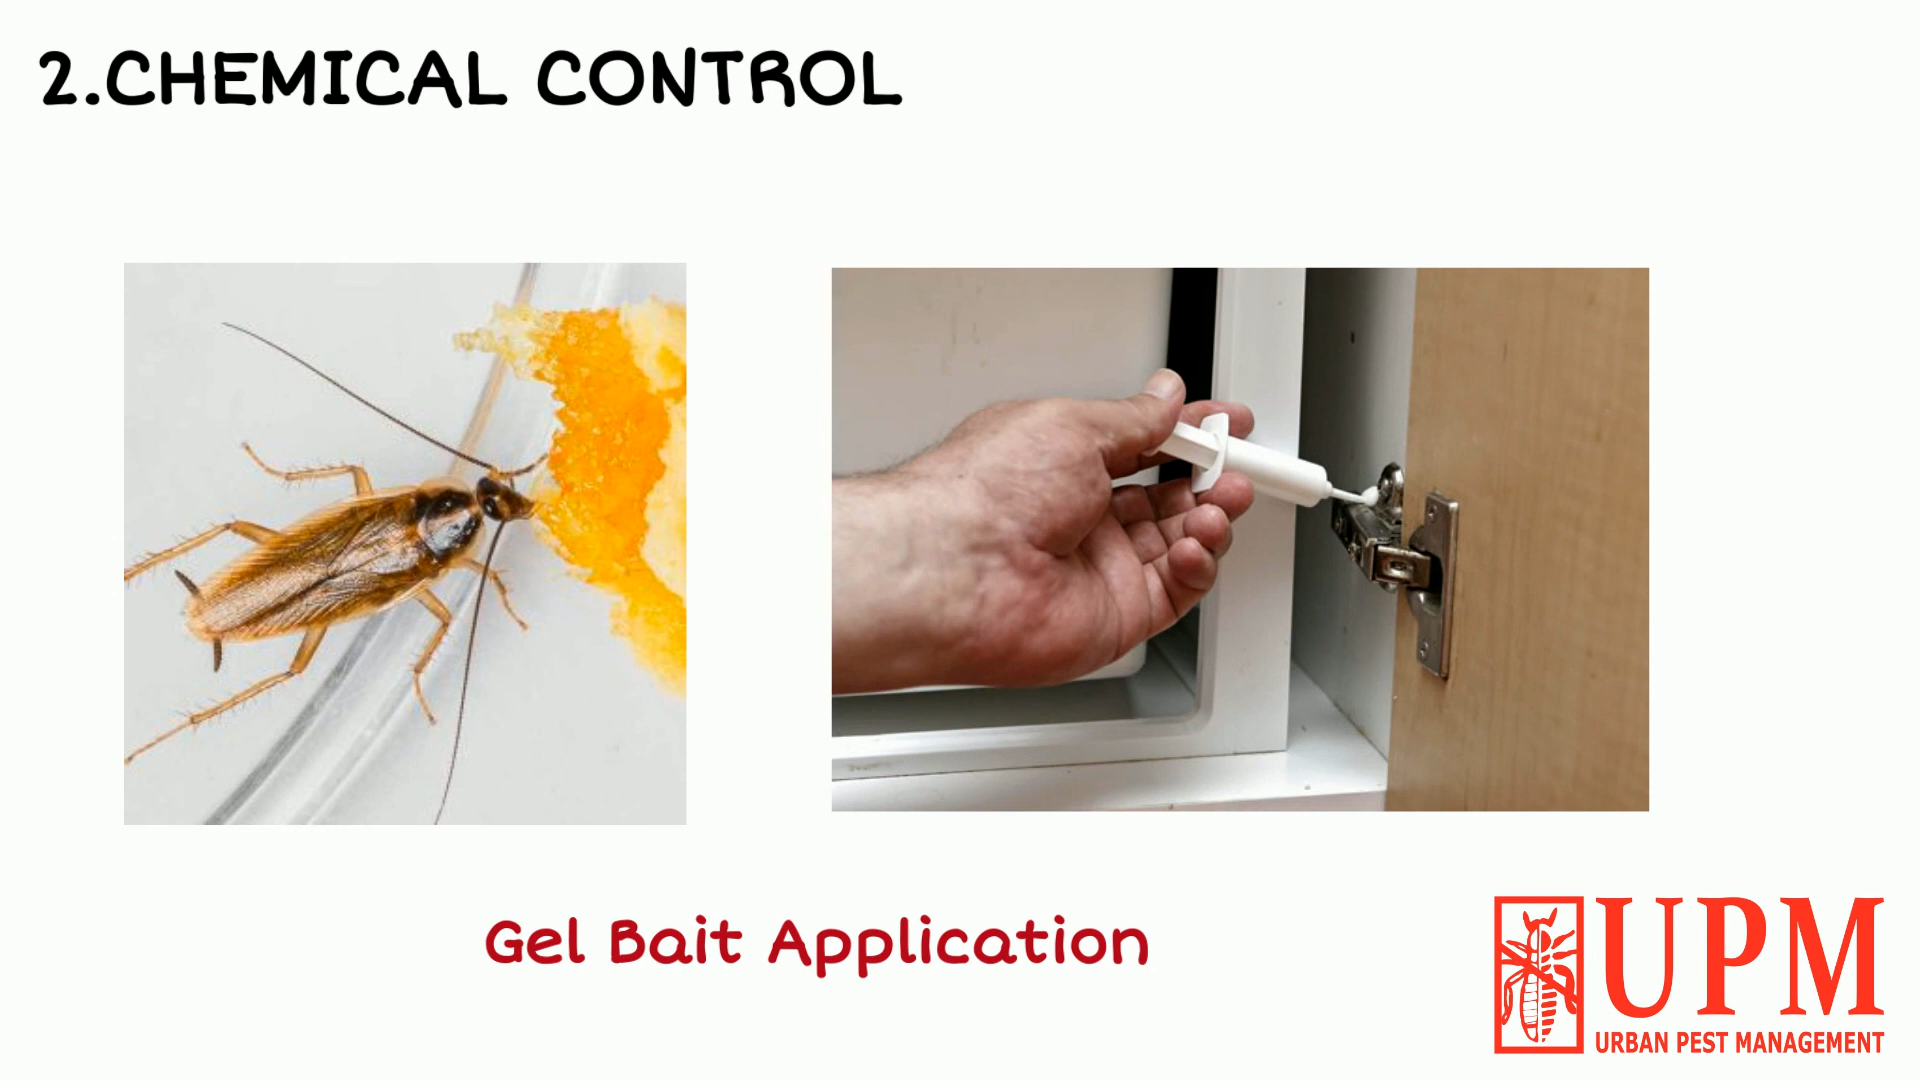 2.CHEMICAL CONTROL
Gel Bait Application
UPM
URBAN PEST MANAGEMENT